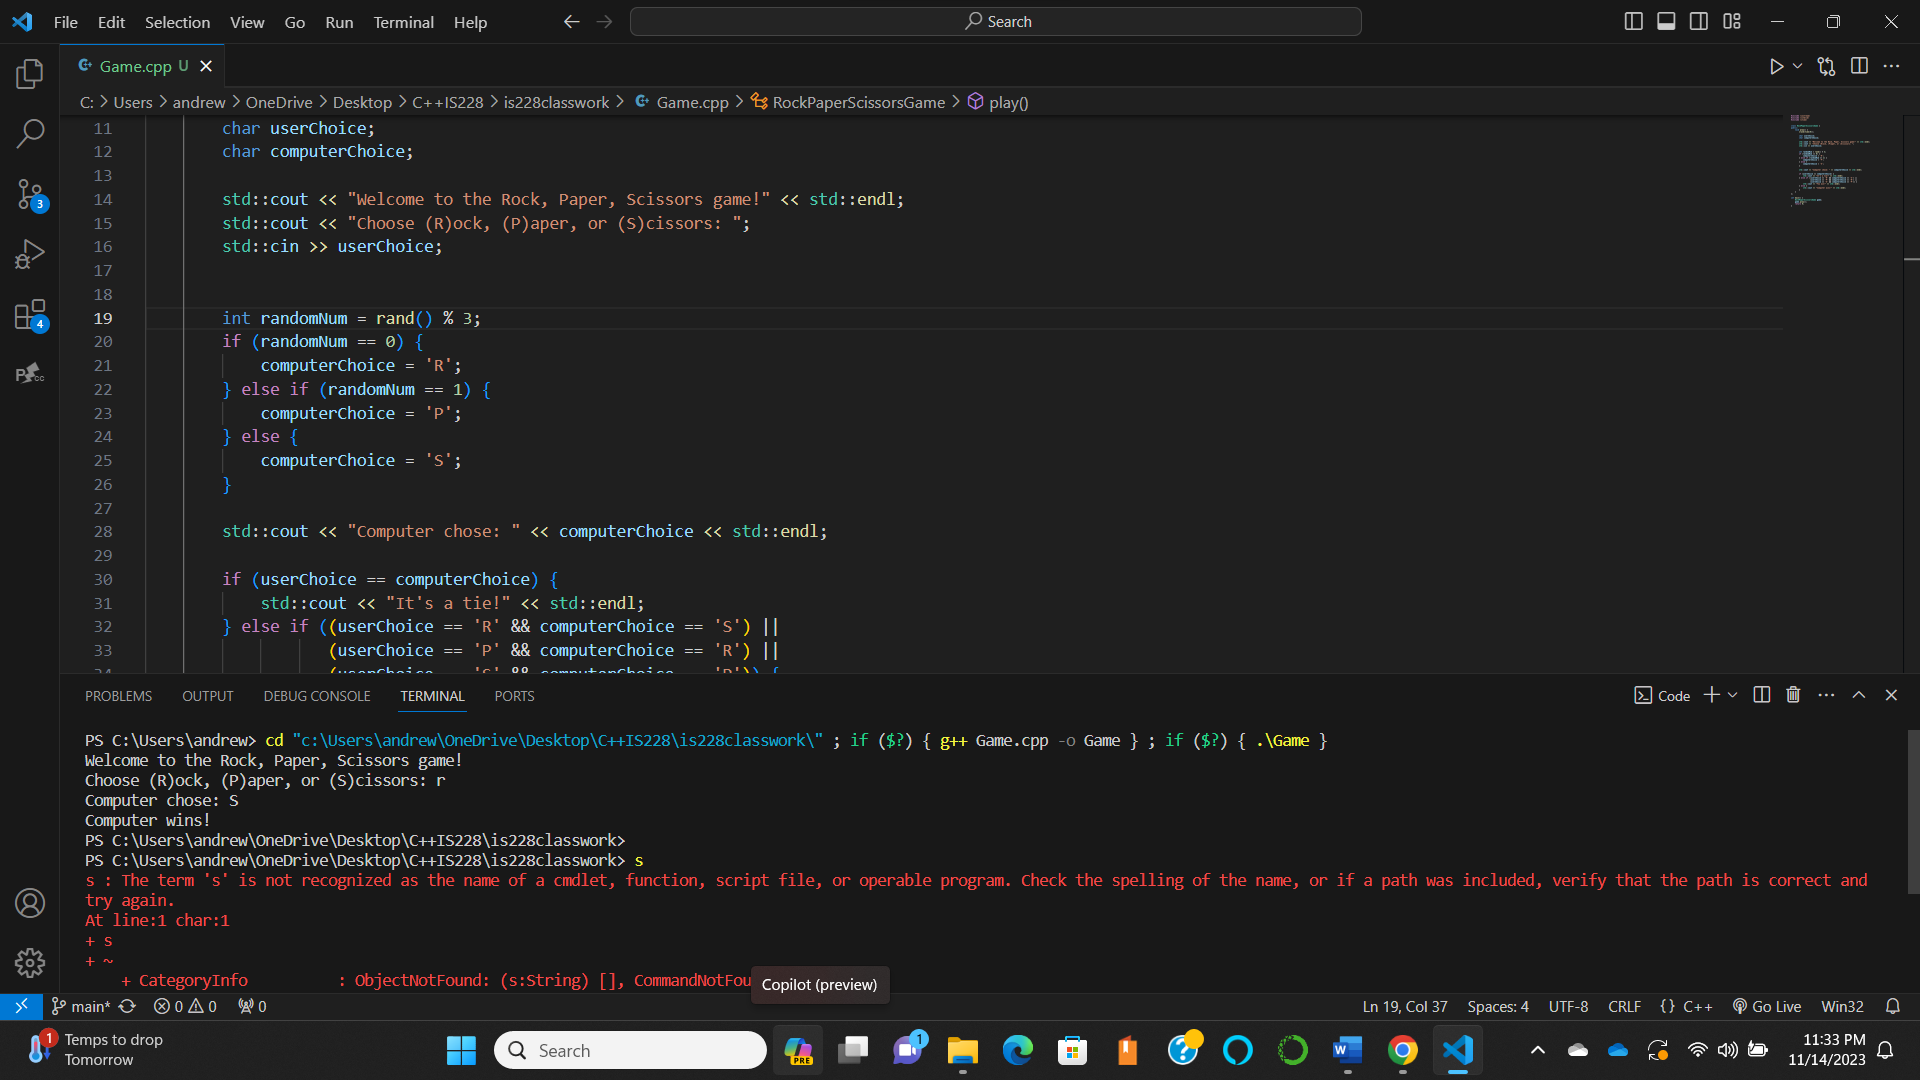 File Edit Selection View Go Run Terminal Help
Search
Game.cpp U
C: > Users > andrew > OneDrive > Desktop > C++IS228 > is228classwork > Game.cpp > RockPaperScissorsGame > play()
11 char userChoice;
12 char computerChoice;
13
14 std::cout << "Welcome to the Rock, Paper, Scissors game!" << std::endl;
15 std::cout << "Choose (R)ock, (P)aper, or (S)cissors: ";
16 std::cin >> userChoice;
17
18
19 int randomNum = rand() % 3;
20 if (randomNum == 0) {
21 computerChoice = 'R';
22 } else if (randomNum == 1) {
23 computerChoice = 'P';
24 } else {
25 computerChoice = 'S';
26 }
27
28 std::cout << "Computer chose: " << computerChoice << std::endl;
29
30 if (userChoice == computerChoice) {
31 std::cout << "It's a tie!" << std::endl;
32 } else if ((userChoice == 'R' && computerChoice == 'S') ||
33 (userChoice == 'P' && computerChoice == 'R') ||
3
4
PROBLEMS OUTPUT DEBUG CONSOLE TERMINAL PORTS
Code
PS C:\Users\andrew> cd "c:\Users\andrew\OneDrive\Desktop\C++IS228\is228classwork\" ; if ($?) { g++ Game.cpp -o Game } ; if ($?) { .\Game }
Welcome to the Rock, Paper, Scissors game!
Choose (R)ock, (P)aper, or (S)cissors: r
Computer chose: S
Computer wins!
PS C:\Users\andrew\OneDrive\Desktop\C++IS228\is228classwork>
PS C:\Users\andrew\OneDrive\Desktop\C++IS228\is228classwork> s
s : The term 's' is not recognized as the name of a cmdlet, function, script file, or operable program. Check the spelling of the name, or if a path was included, verify that the path is correct and
try again.
At line:1 char:1
+ s
+ ~
+ CategoryInfo : ObjectNotFound: (s:String) [], CommandNotFou
Copilot (preview)
main* 0 0 0
Ln 19, Col 37 Spaces: 4 UTF-8 CRLF {} C++ Go Live Win32
1
Temps to drop
Tomorrow
Search
PRE
1
11:33 PM
11/14/2023